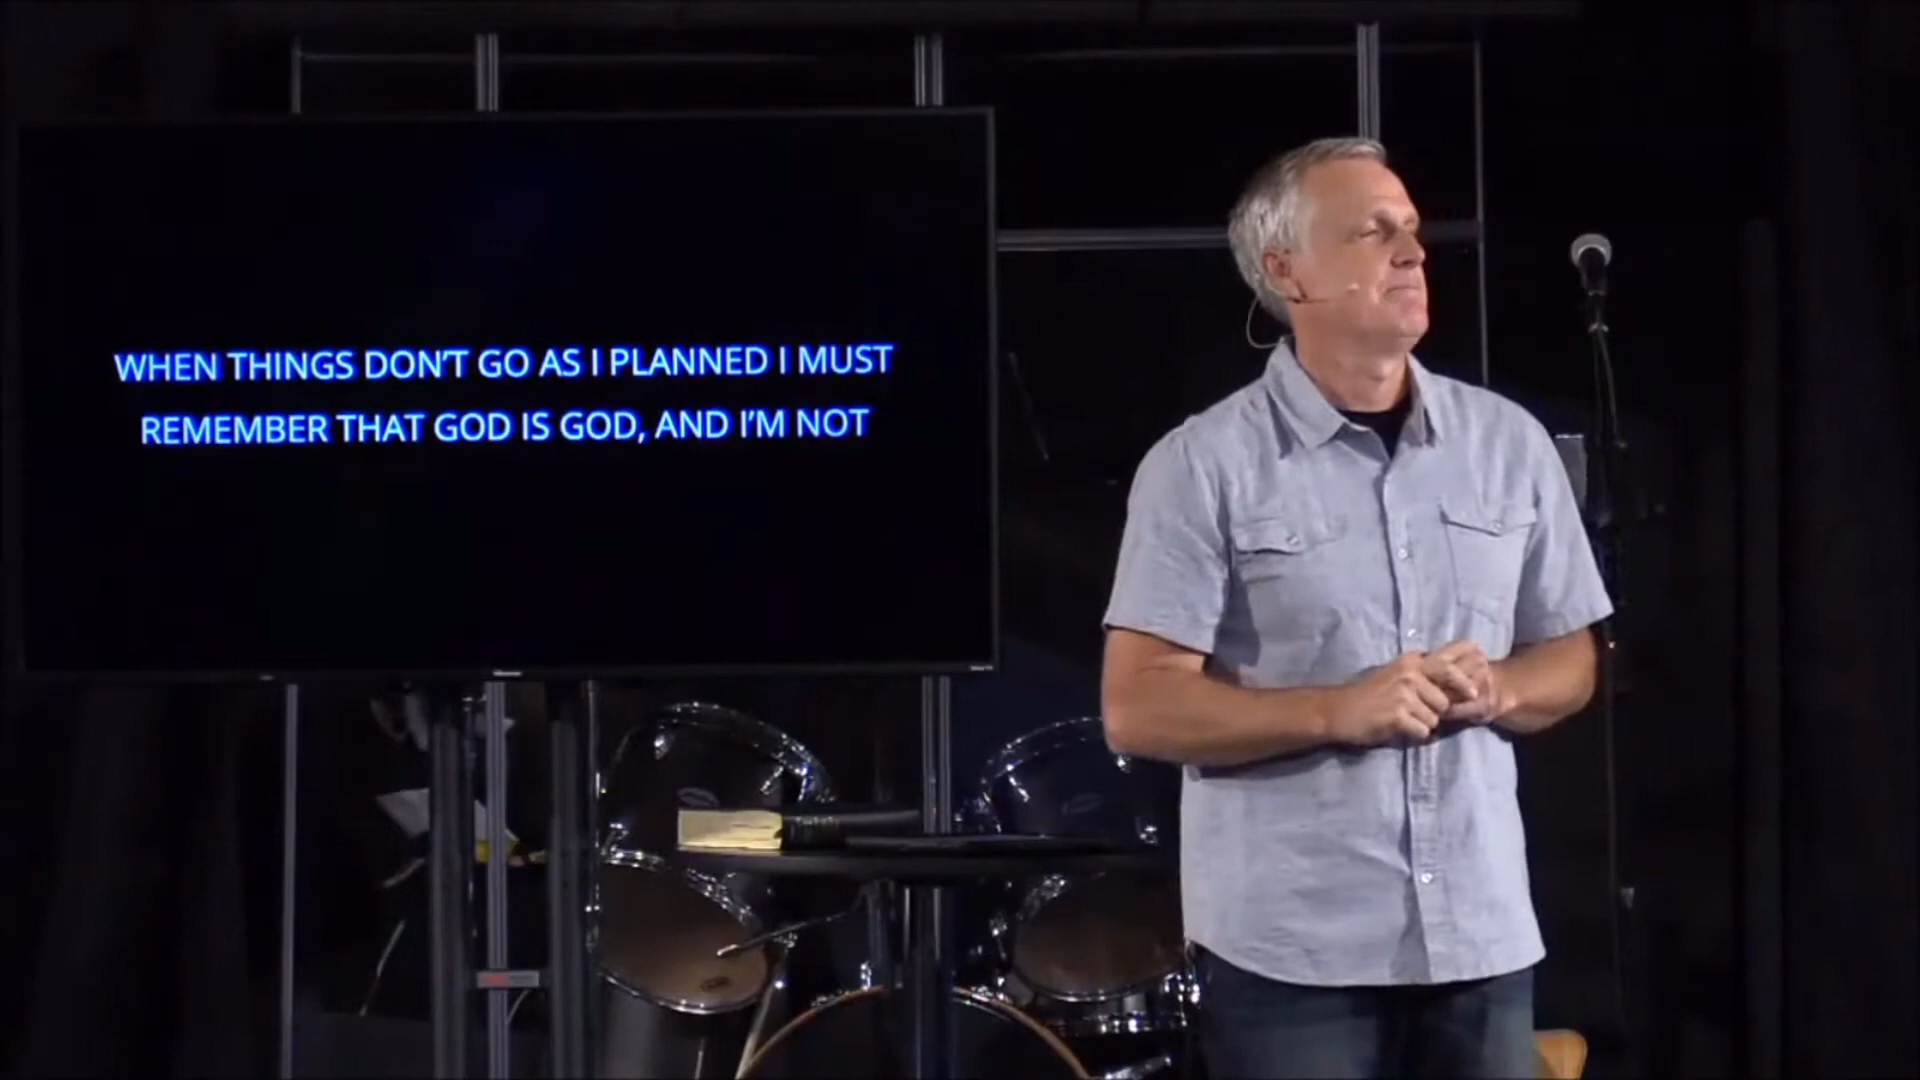 WHEN THINGS DON'T GO AS I PLANNED I MUST
REMEMBER THAT GOD IS GOD, AND I'M NOT